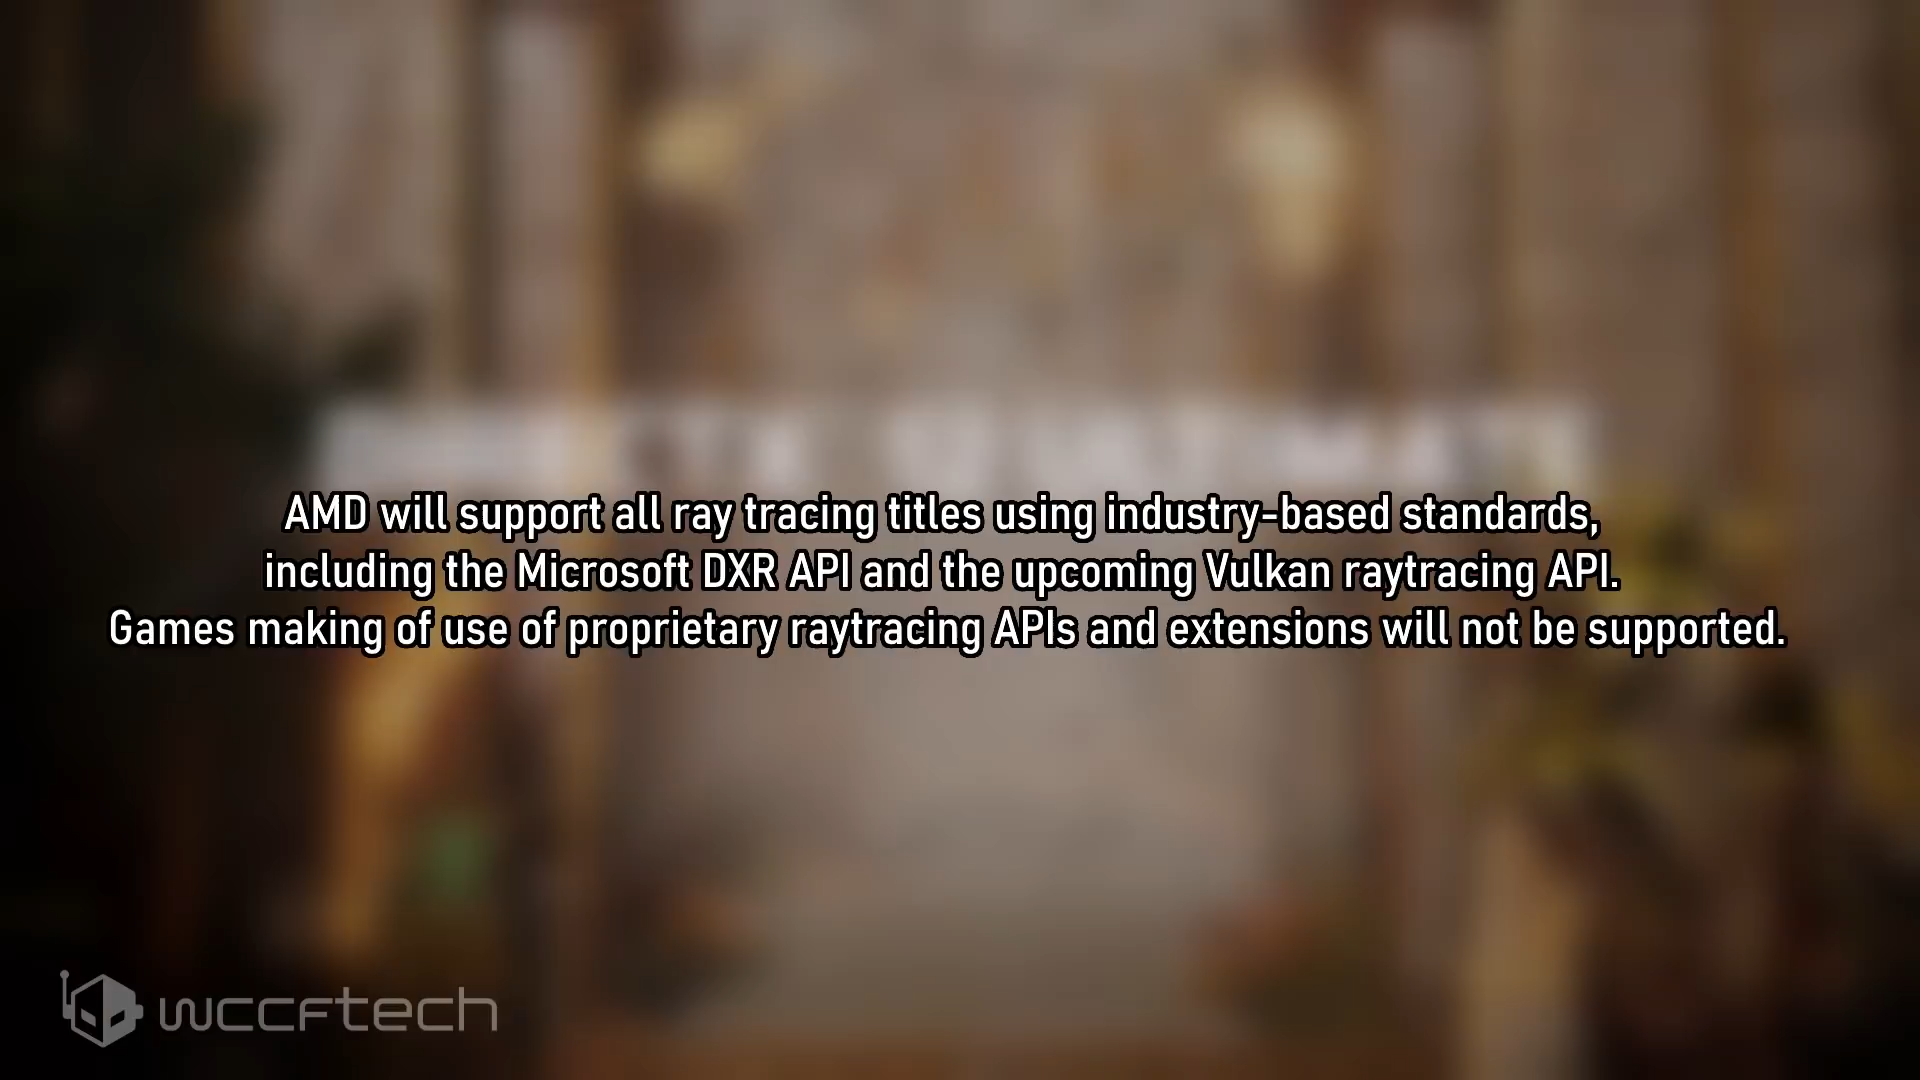 AMD will support all ray tracing titles using industry-based standards,
including the Microsoft DXR API and the upcoming Vulkan raytracing API.
Games making of use of proprietary raytracing APIs and extensions will not be supported.
wccftech